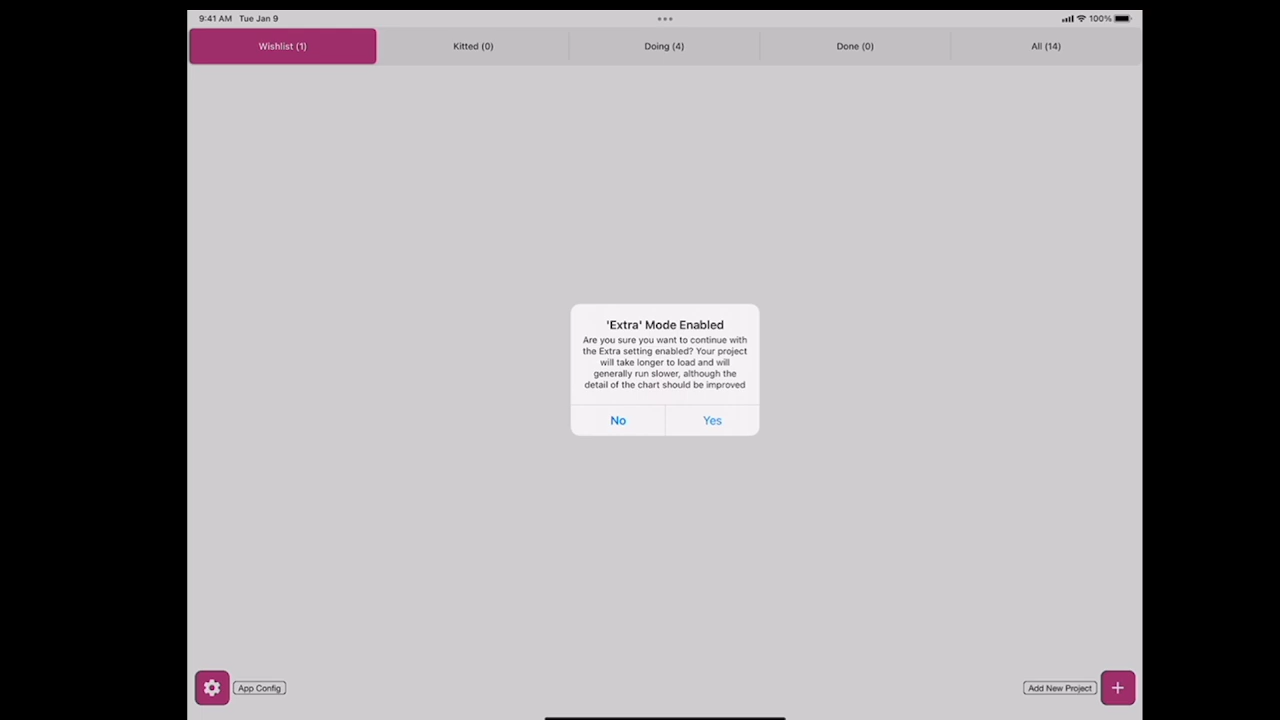 9:41 AM Tue Jan 9
100%
Wishlist (1)
Kitted (0)
Doing (4)
Done (0)
All (14)
'Extra' Mode Enabled
Are you sure you want to continue with
the Extra setting enabled? Your project
will take longer to load and will
generally run slower, although the
detail of the chart should be improved
No
Yes
App Config
Add New Project